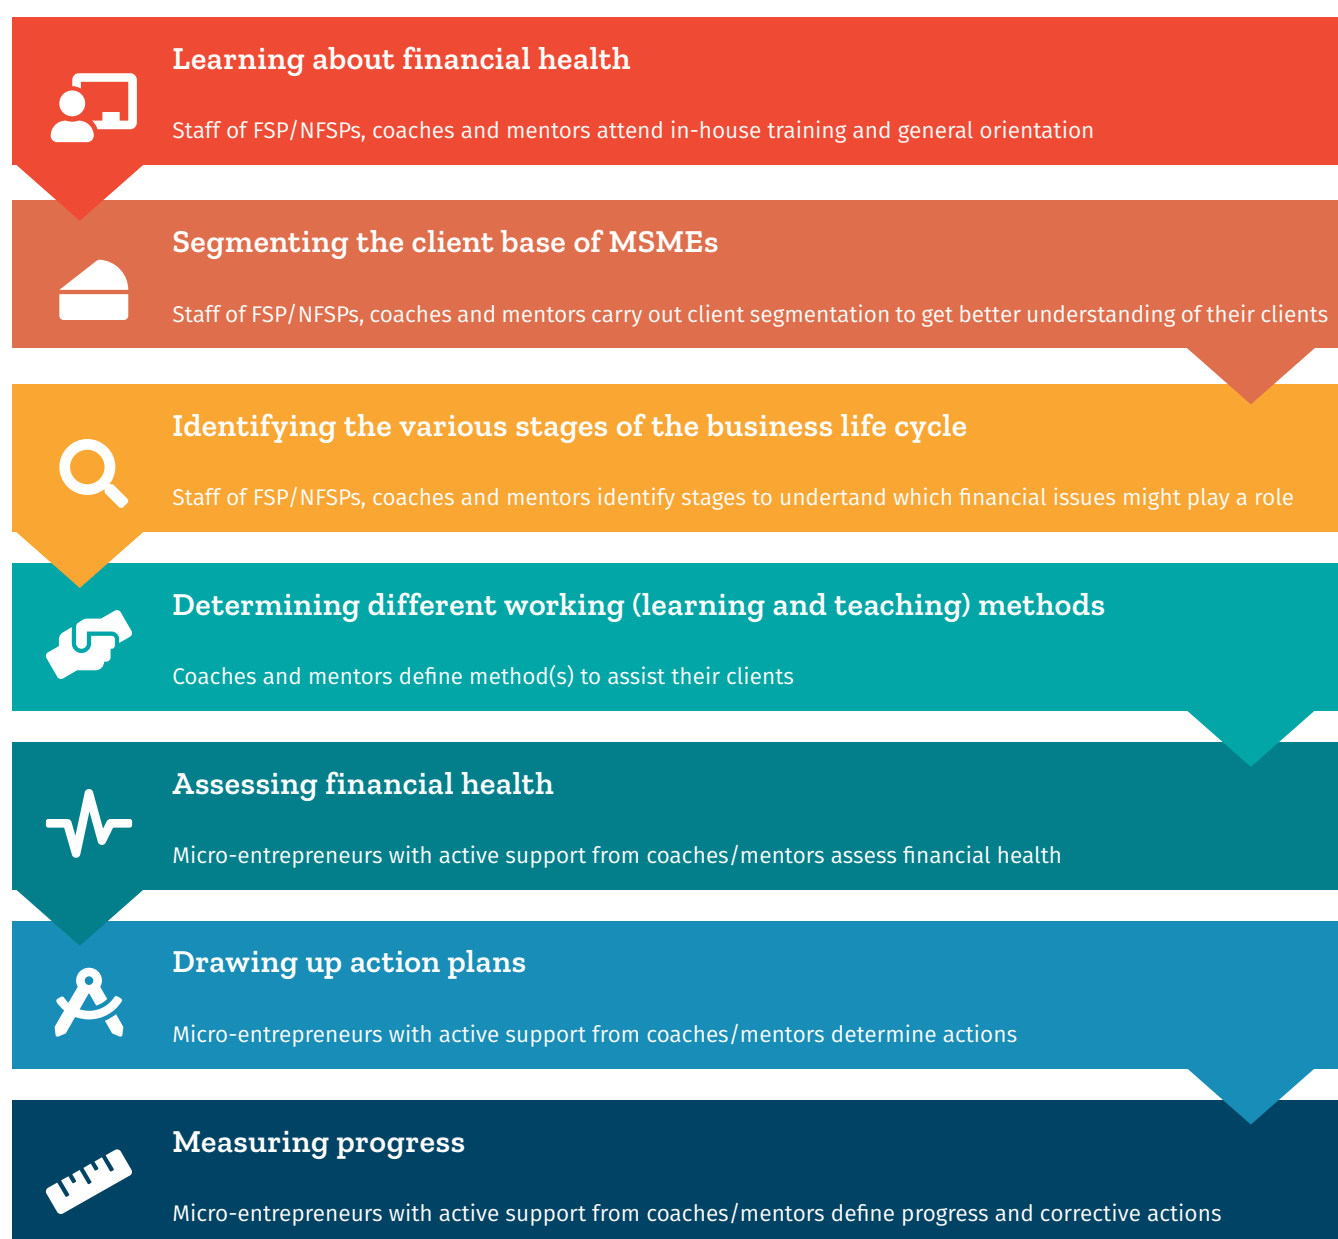 Learning about financial health
Staff of FSP/NFSPs, coaches and mentors attend in-house training and general orientation
Segmenting the client base of MSMEs
Staff of FSP/NFSPs, coaches and mentors carry out client segmentation to get better understanding of their clients
Identifying the various stages of the business life cycle
Staff of FSP/NFSPs, coaches and mentors identify stages to undertand which financial issues might play a role
Determining different working (learning and teaching) methods
Coaches and mentors define method(s) to assist their clients
Assessing financial health
Micro-entrepreneurs with active support from coaches/mentors assess financial health
Drawing up action plans
Micro-entrepreneurs with active support from coaches/mentors determine actions
Measuring progress
Micro-entrepreneurs with active support from coaches/mentors define progress and corrective actions